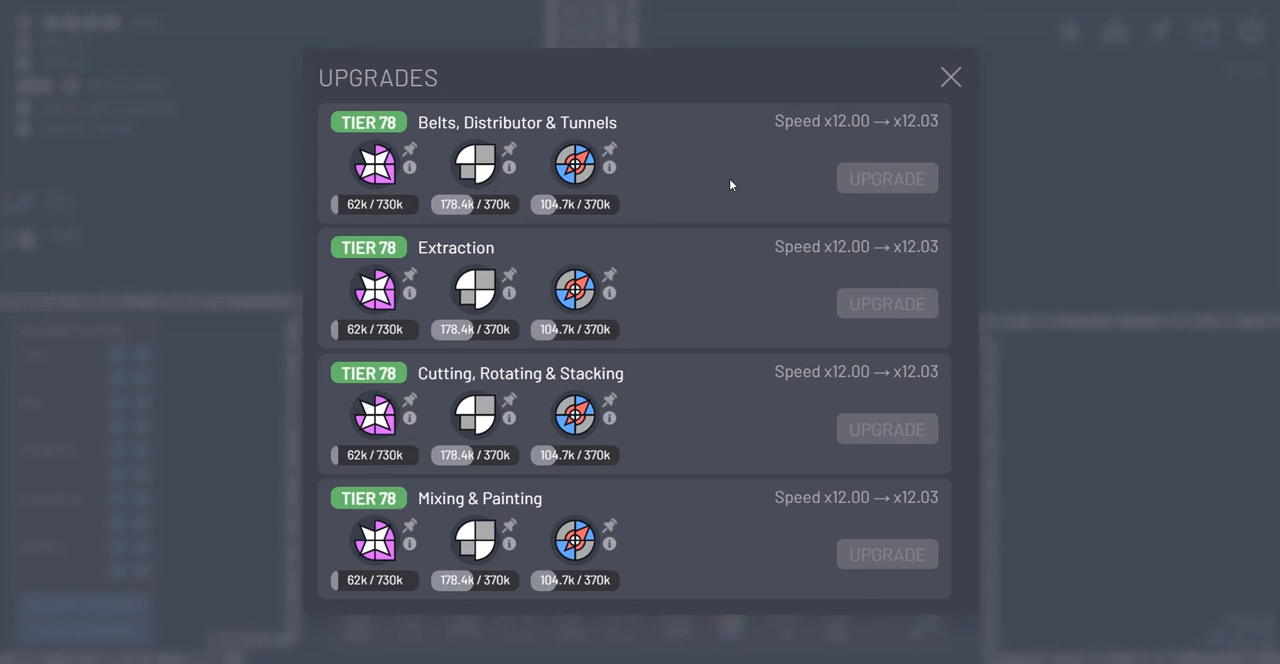 UPGRADES
TIER 78 Belts, Distributor & Tunnels Speed x12.00 → x12.03
UPGRADE
62k / 730k 178.4k / 370k 104.7k / 370k
TIER 78 Extraction Speed x12.00 → x12.03
UPGRADE
62k / 730k 178.4k / 370k 104.7k / 370k
TIER 78 Cutting, Rotating & Stacking Speed x12.00 → x12.03
UPGRADE
62k / 730k 178.4k / 370k 104.7k / 370k
TIER 78 Mixing & Painting Speed x12.00 → x12.03
UPGRADE
62k / 730k 178.4k / 370k 104.7k / 370k